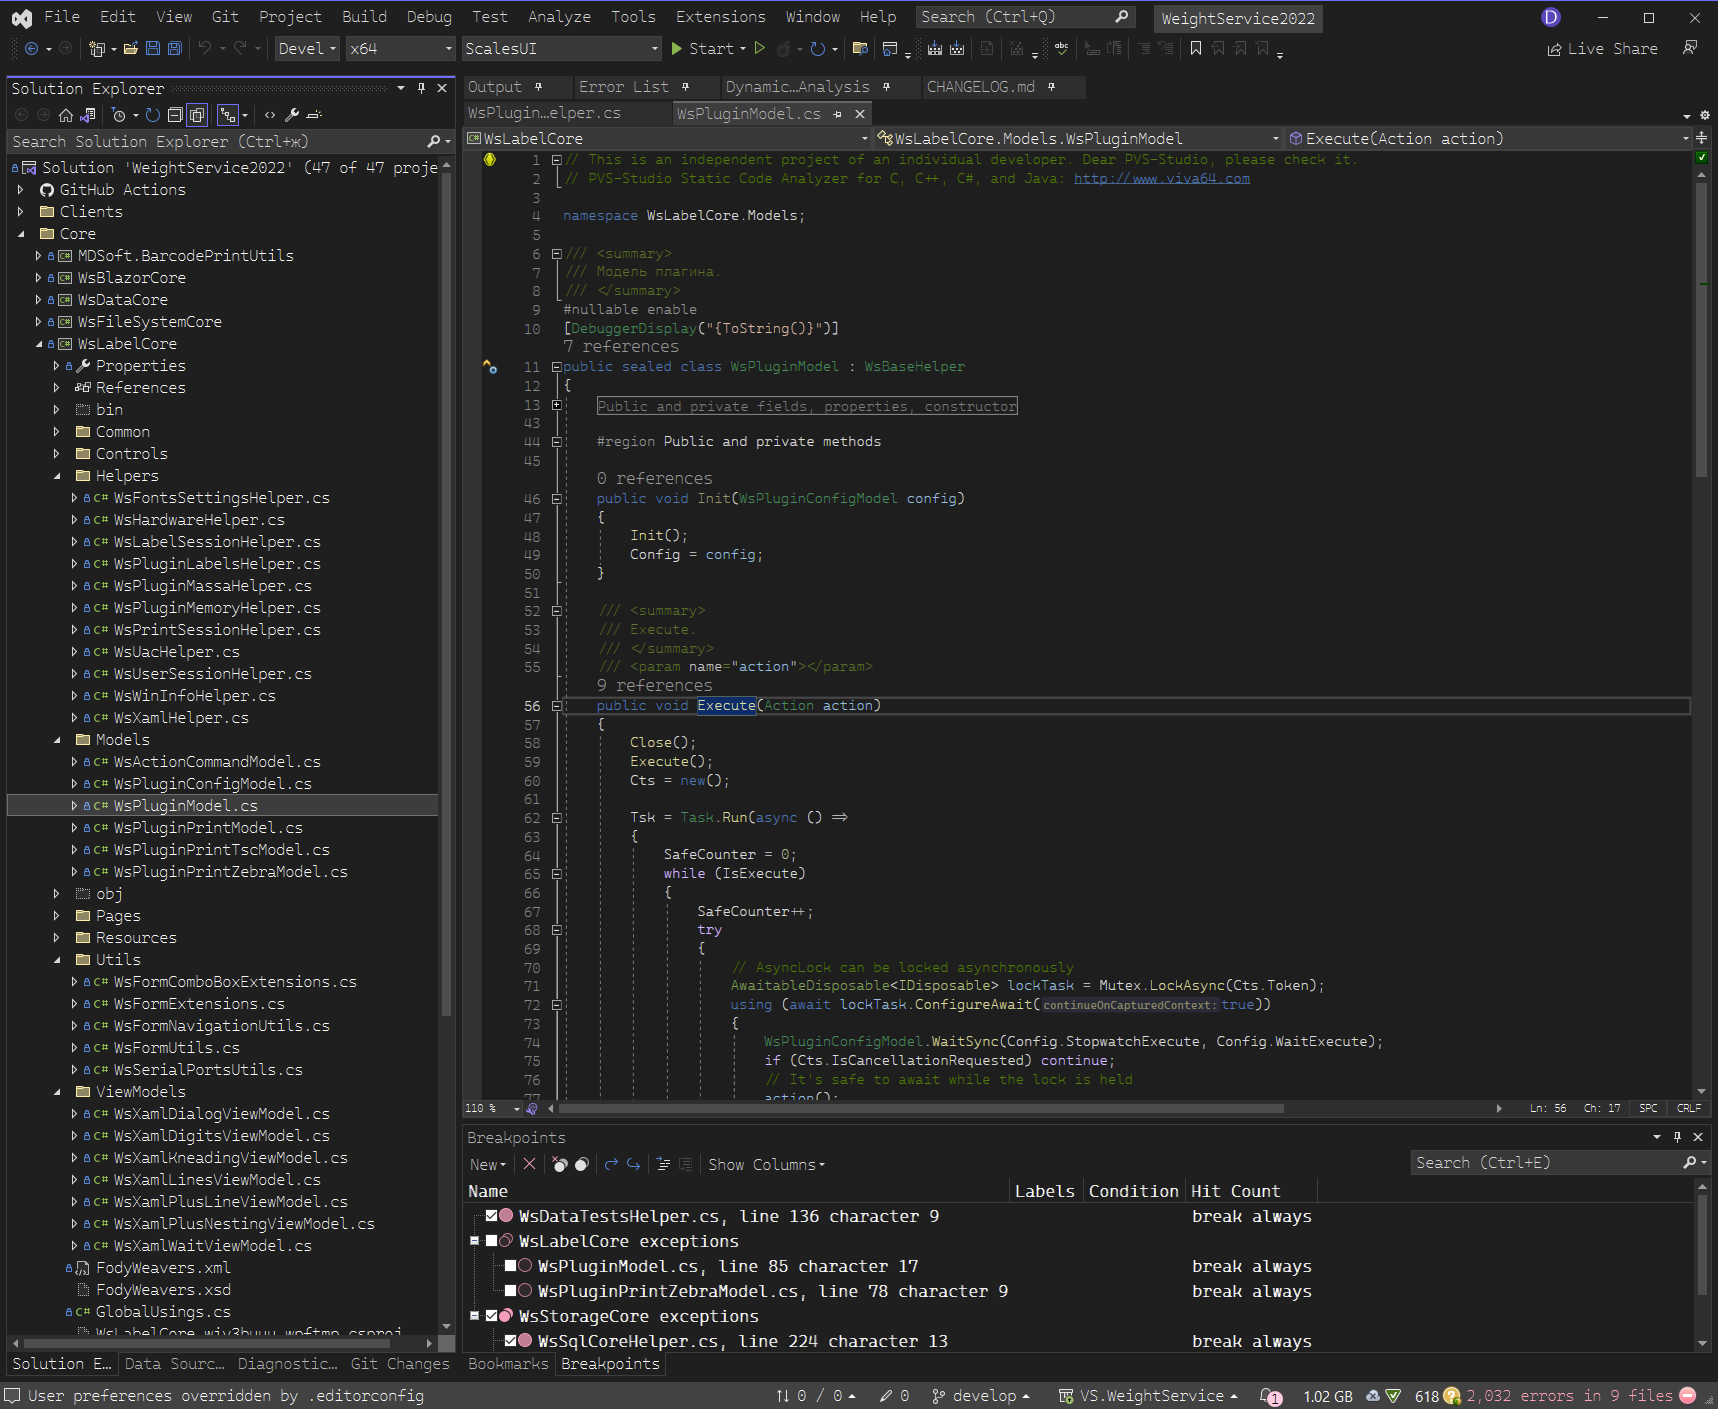 File Edit View Git Project Build Debug Test Analyze Tools Extensions Window Help Search (Ctrl+Q) WeightService2022 D
Devel x64 ScalesUI Start Live Share
Solution Explorer
Search Solution Explorer (Ctrl+ж)
Solution 'WeightService2022' (47 of 47 proje
GitHub Actions
Clients
Core
MDSoft.BarcodePrintUtils
WsBlazorCore
WsDataCore
WsFileSystemCore
WsLabelCore
Properties
References
bin
Common
Controls
Helpers
C# WsFontsSettingsHelper.cs
C# WsHardwareHelper.cs
C# WsLabelSessionHelper.cs
C# WsPluginLabelsHelper.cs
C# WsPluginMassaHelper.cs
C# WsPluginMemoryHelper.cs
C# WsPrintSessionHelper.cs
C# WsUacHelper.cs
C# WsUserSessionHelper.cs
C# WsWinInfoHelper.cs
C# WsXamlHelper.cs
Models
C# WsActionCommandModel.cs
C# WsPluginConfigModel.cs
C# WsPluginModel.cs
C# WsPluginPrintModel.cs
C# WsPluginPrintTscModel.cs
C# WsPluginPrintZebraModel.cs
obj
Pages
Resources
Utils
C# WsFormComboBoxExtensions.cs
C# WsFormExtensions.cs
C# WsFormNavigationUtils.cs
C# WsFormUtils.cs
C# WsSerialPortsUtils.cs
ViewModels
C# WsXamlDialogViewModel.cs
C# WsXamlDigitsViewModel.cs
C# WsXamlKneadingViewModel.cs
C# WsXamlLinesViewModel.cs
C# WsXamlPlusLineViewModel.cs
C# WsXamlPlusNestingViewModel.cs
C# WsXamlWaitViewModel.cs
FodyWeavers.xml
FodyWeavers.xsd
C# GlobalUsings.cs
Solution E... Data Sourc... Diagnostic... Git Changes
Output Error List Dynamic...Analysis CHANGELOG.md
WsPlugin...elper.cs WsPluginModel.cs
WsLabelCore WsLabelCore.Models.WsPluginModel Execute(Action action)
1 // This is an independent project of an individual developer. Dear PVS-Studio, please check it.
2 // PVS-Studio Static Code Analyzer for C, C++, C#, and Java: http://www.viva64.com
3
4 namespace WsLabelCore.Models;
5
6 /// <summary>
7 /// Модель плагина.
8 /// </summary>
9 #nullable enable
10 [DebuggerDisplay("{ToString()}")]
7 references
11 public sealed class WsPluginModel : WsBaseHelper
12 {
13 Public and private fields, properties, constructor
43
44 #region Public and private methods
45
0 references
46 public void Init(WsPluginConfigModel config)
47 {
48 Init();
49 Config = config;
50 }
51
52 /// <summary>
53 /// Execute.
54 /// </summary>
55 /// <param name="action"></param>
9 references
56 public void Execute(Action action)
57 {
58 Close();
59 Execute();
60 Cts = new();
61
62 Tsk = Task.Run(async () =>
63 {
64 SafeCounter = 0;
65 while (IsExecute)
66 {
67 SafeCounter++;
68 try
69 {
70 // AsyncLock can be locked asynchronously
71 AwaitableDisposable<IDisposable> lockTask = Mutex.LockAsync(Cts.Token);
72 using (await lockTask.ConfigureAwait(continueOnCapturedContext: true))
73 {
74 WsPluginConfigModel.WaitSync(Config.StopwatchExecute, Config.WaitExecute);
75 if (Cts.IsCancellationRequested) continue;
76 // It's safe to await while the lock is held
77 action();
110 % Ln: 56 Ch: 17 SPC CRLF
Breakpoints
New Show Columns Search (Ctrl+E)
Name Labels Condition Hit Count
WsDataTestsHelper.cs, line 136 character 9 break always
WsLabelCore exceptions
WsPluginModel.cs, line 85 character 17 break always
WsPluginPrintZebraModel.cs, line 78 character 9 break always
WsStorageCore exceptions
WsSqlCoreHelper.cs, line 224 character 13 break always
Bookmarks Breakpoints
User preferences overridden by .editorconfig 0 / 0 0 develop VS.WeightService 1 1.02 GB 618 2,032 errors in 9 files